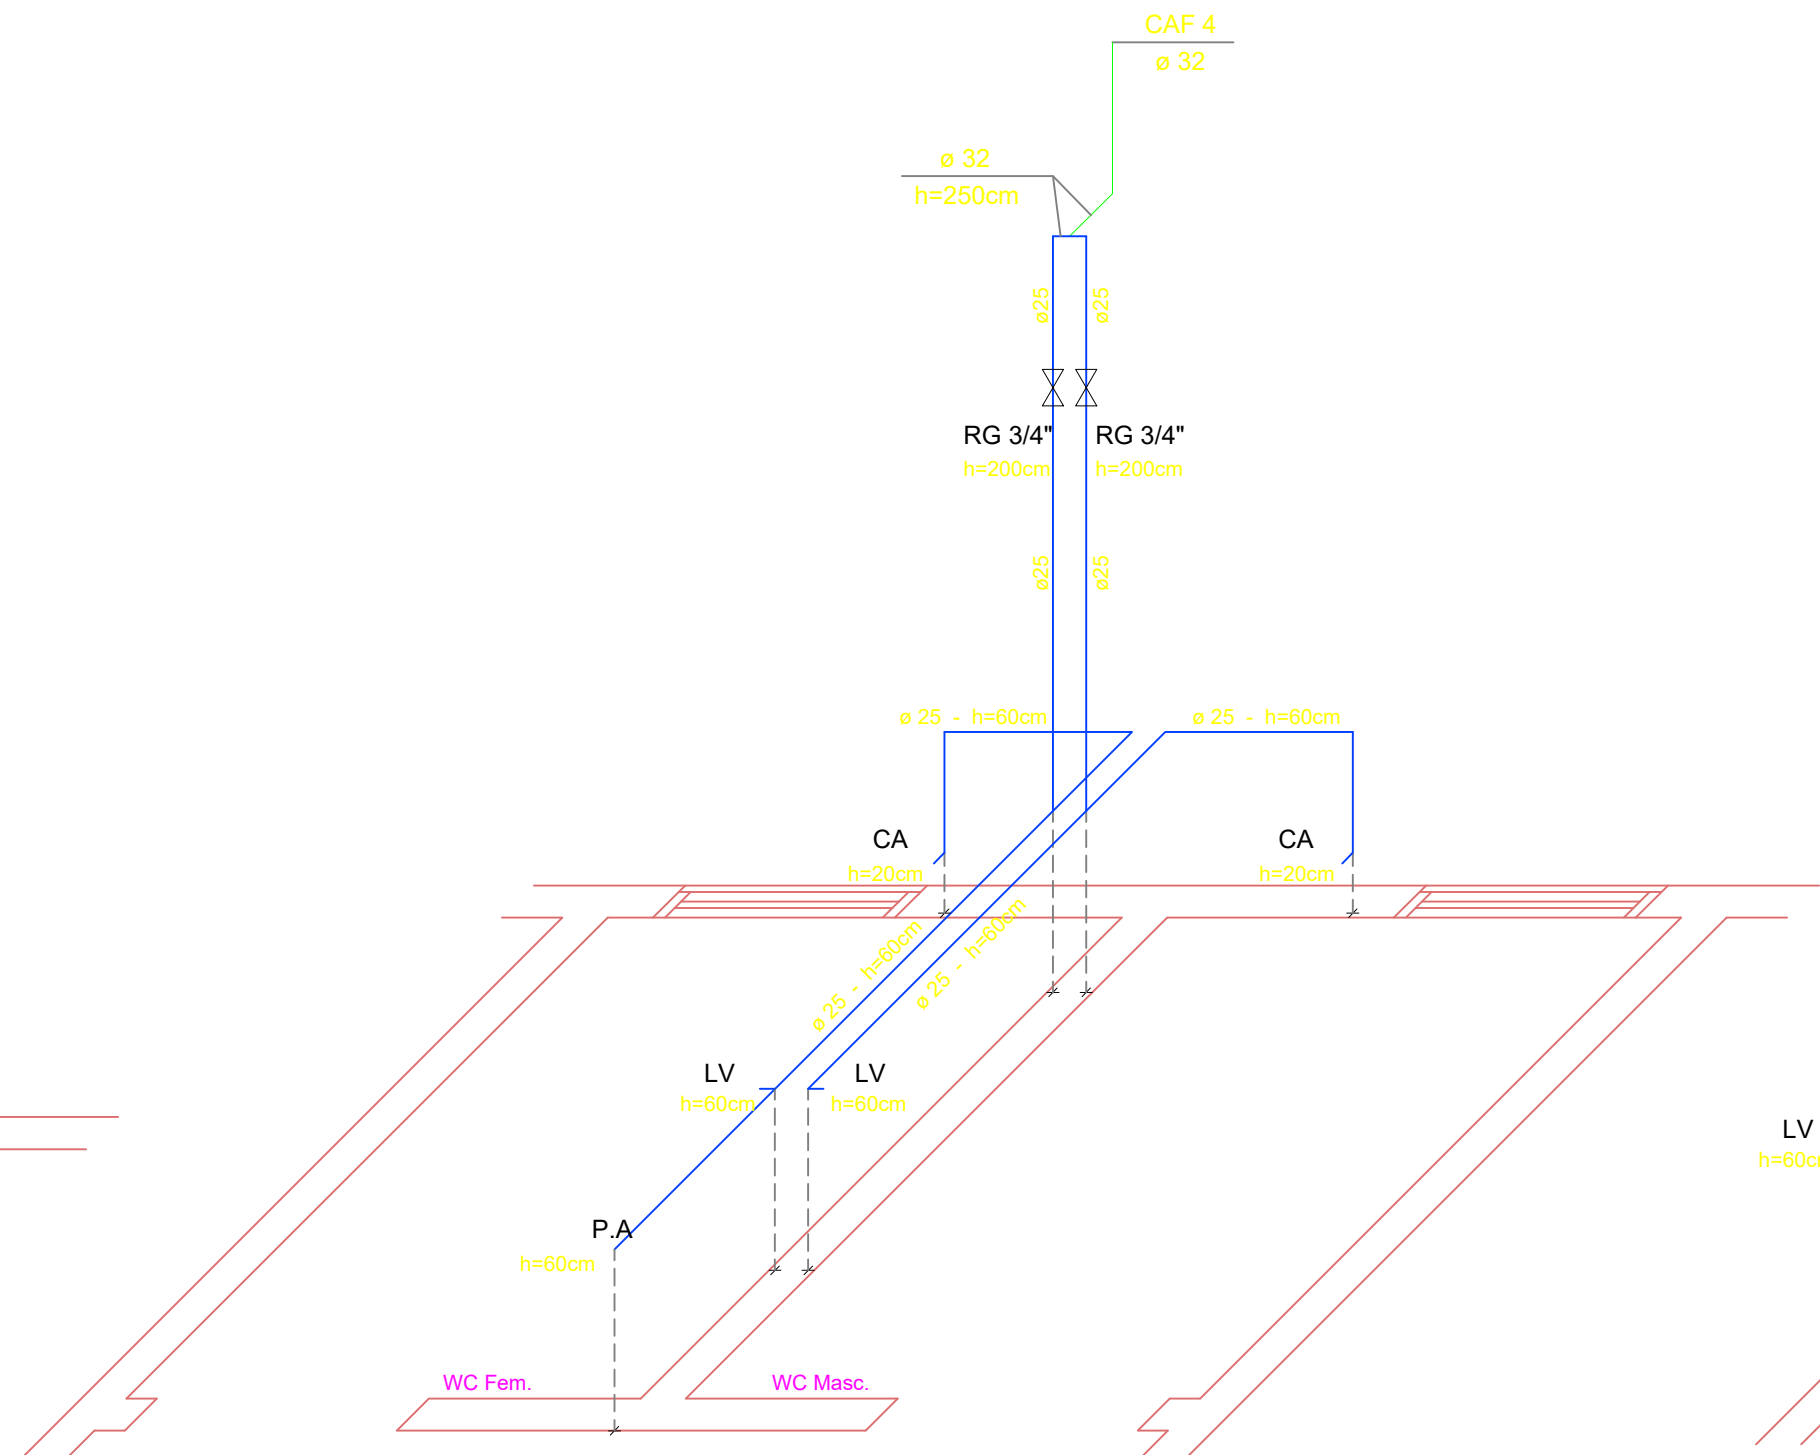 CAF 4
ø 32
ø 32
h=250cm
ø25
ø25
RG 3/4"
RG 3/4"
h=200cm
h=200cm
ø25
ø25
ø 25 - h=60cm
ø 25 - h=60cm
CA
CA
h=20cm
h=20cm
ø 25 - h=60cm
ø 25 - h=60cm
LV
LV
h=60cm
h=60cm
LV
h=60c
P.A
h=60cm
WC Fem.
WC Masc.